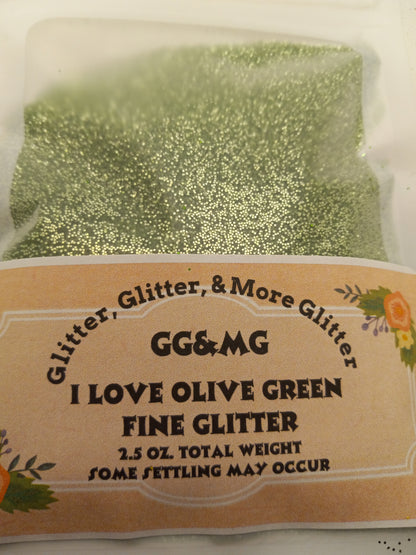 Glitter, Glitter, & More Glitter
GG&MG
I LOVE OLIVE GREEN
FINE GLITTER
2.5 OZ. TOTAL WEIGHT
SOME SETTLING MAY OCCUR